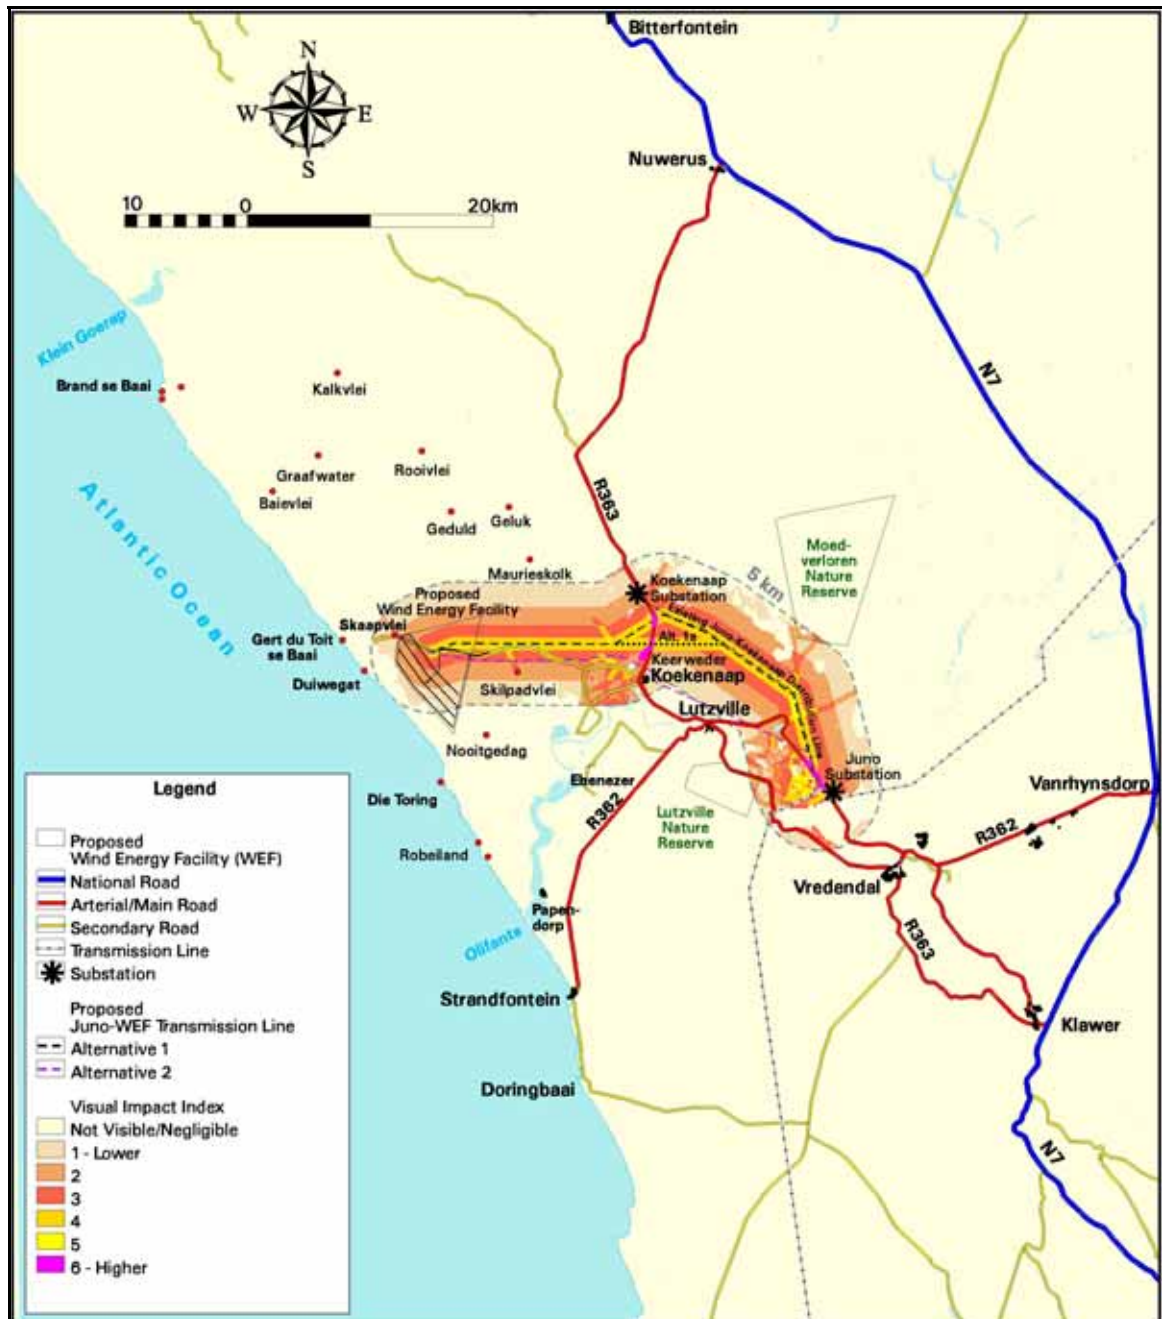 Bitterfontein
N
W
E
S
Nuwerus
10
0
20km
N7
Klein Goerap
Brand se Baai
Kalkvlei
Graafwater
Rooivlei
Baievlei
R363
Geduld
Geluk
Atlantic Ocean
Maurieskolk
Moed-
verloren
Nature
Reserve
5 km
Koekenaap
Substation
Proposed
Wind Energy Facility
Skaapvlei
Existing Juno-Koekenaap Distribution Line
Alt. 1a
Gert du Toit
se Baai
Keerweder
Koekenaap
Duiwegat
Skilpadvlei
Lutzville
Nooitgedag
Juno
Substation
Ebenezer
Vanrhynsdorp
Die Toring
R362
Lutzville
Nature
Reserve
R362
Robeiland
Vredendal
Papen-
dorp
Olifants
R363
Strandfontein
Klawer
Doringbaai
N7
Legend
Proposed
Wind Energy Facility (WEF)
National Road
Arterial/Main Road
Secondary Road
Transmission Line
Substation
Proposed
Juno-WEF Transmission Line
Alternative 1
Alternative 2
Visual Impact Index
Not Visible/Negligible
1 - Lower
2
3
4
5
6 - Higher